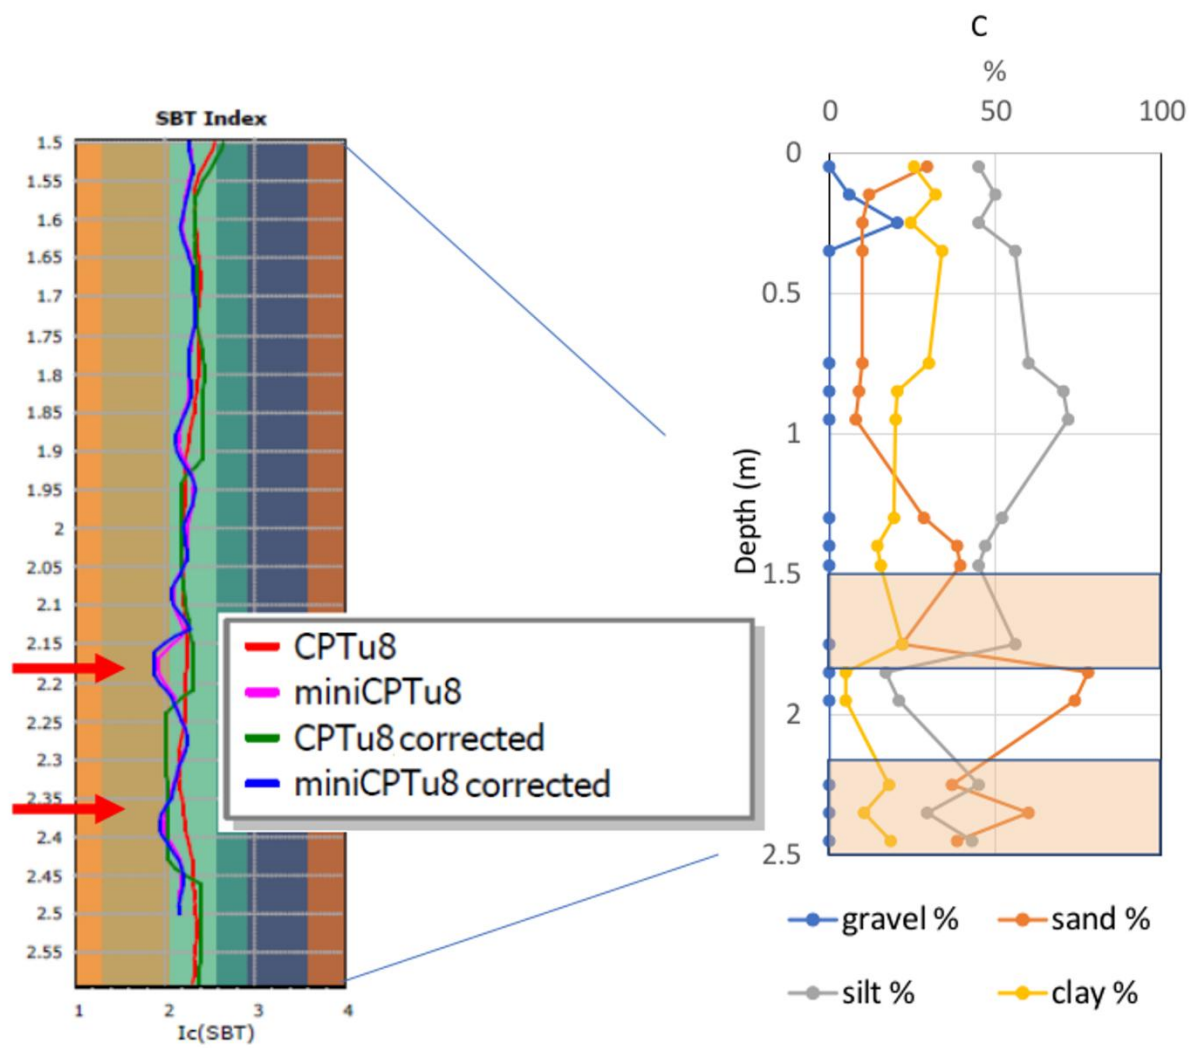 SBT Index
1.5
1.55
1.6
1.65
1.7
1.75
1.8
1.85
1.9
1.95
2
2.05
2.1
2.15
2.2
2.25
2.3
2.35
2.4
2.45
2.5
2.55
1 2 3 4
Ic(SBT)
CPTu8
miniCPTu8
CPTu8 corrected
miniCPTu8 corrected
C
%
0 50 100
0
0.5
1
1.5
2
2.5
Depth (m)
gravel % sand %
silt % clay %